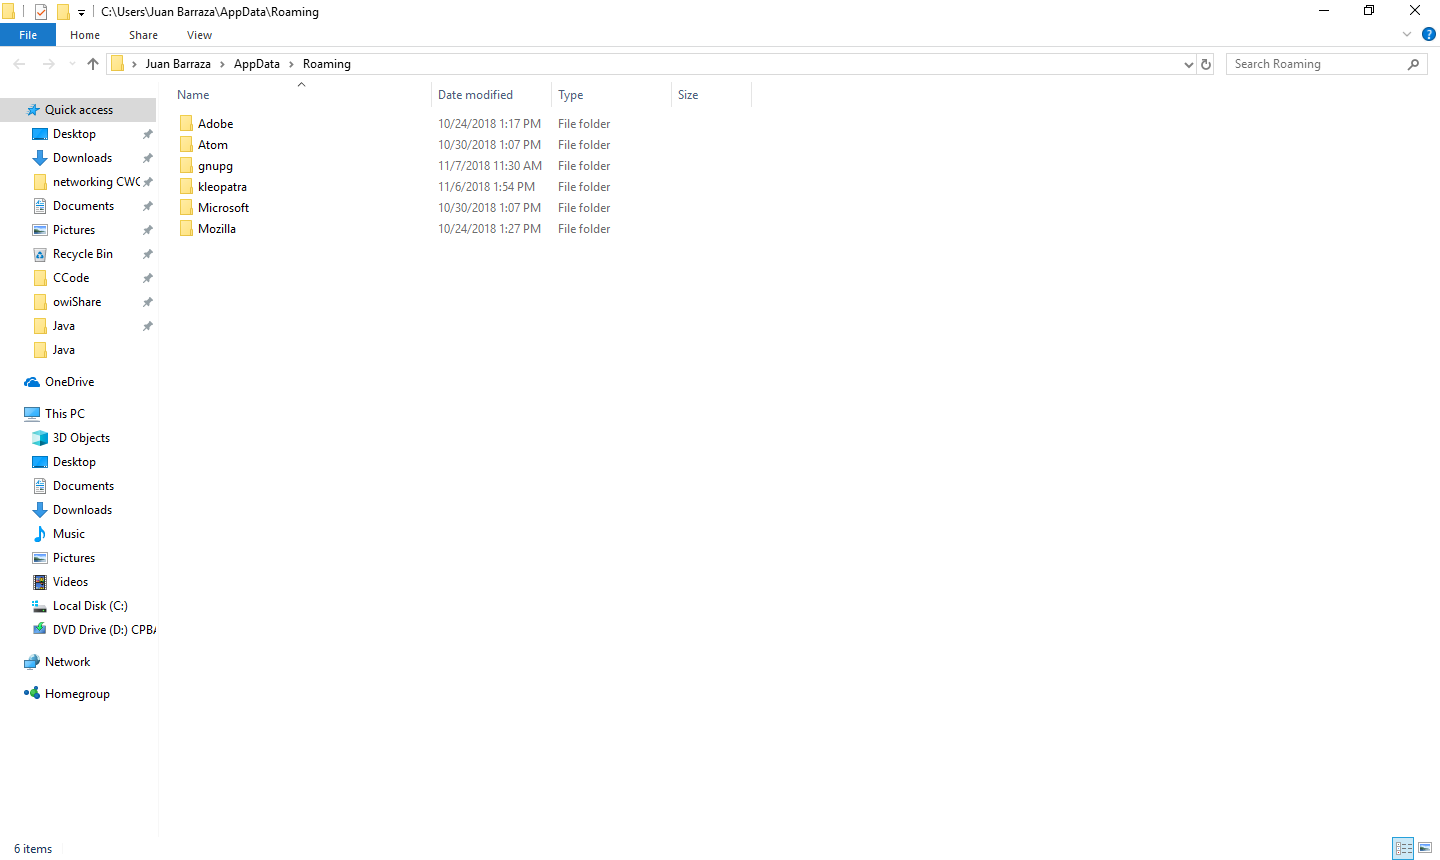 C:\Users\Juan Barraza\AppData\Roaming
File Home Share View
Juan Barraza > AppData > Roaming
Search Roaming
Name Date modified Type Size
Adobe 10/24/2018 1:17 PM File folder
Atom 10/30/2018 1:07 PM File folder
gnupg 11/7/2018 11:30 AM File folder
kleopatra 11/6/2018 1:54 PM File folder
Microsoft 10/30/2018 1:07 PM File folder
Mozilla 10/24/2018 1:27 PM File folder
Quick access
Desktop
Downloads
networking CWC
Documents
Pictures
Recycle Bin
CCode
owiShare
Java
Java
OneDrive
This PC
3D Objects
Desktop
Documents
Downloads
Music
Pictures
Videos
Local Disk (C:)
DVD Drive (D:) CPBA
Network
Homegroup
6 items